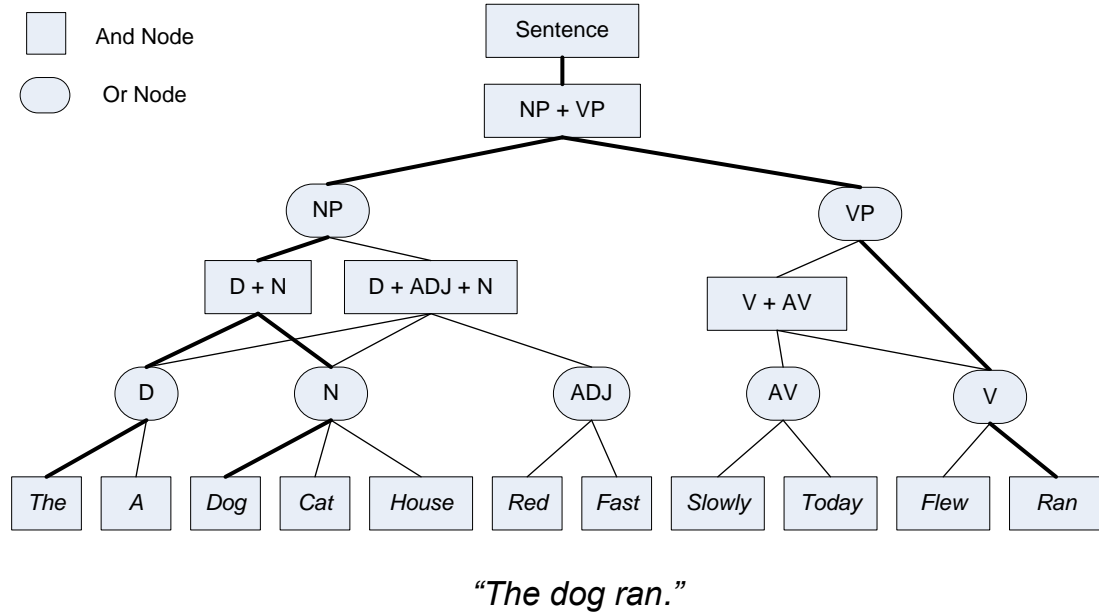 And Node
Or Node
Sentence
NP + VP
NP
VP
D + N
D + ADJ + N
V + AV
D
N
ADJ
AV
V
The
A
Dog
Cat
House
Red
Fast
Slowly
Today
Flew
Ran
“The dog ran.”